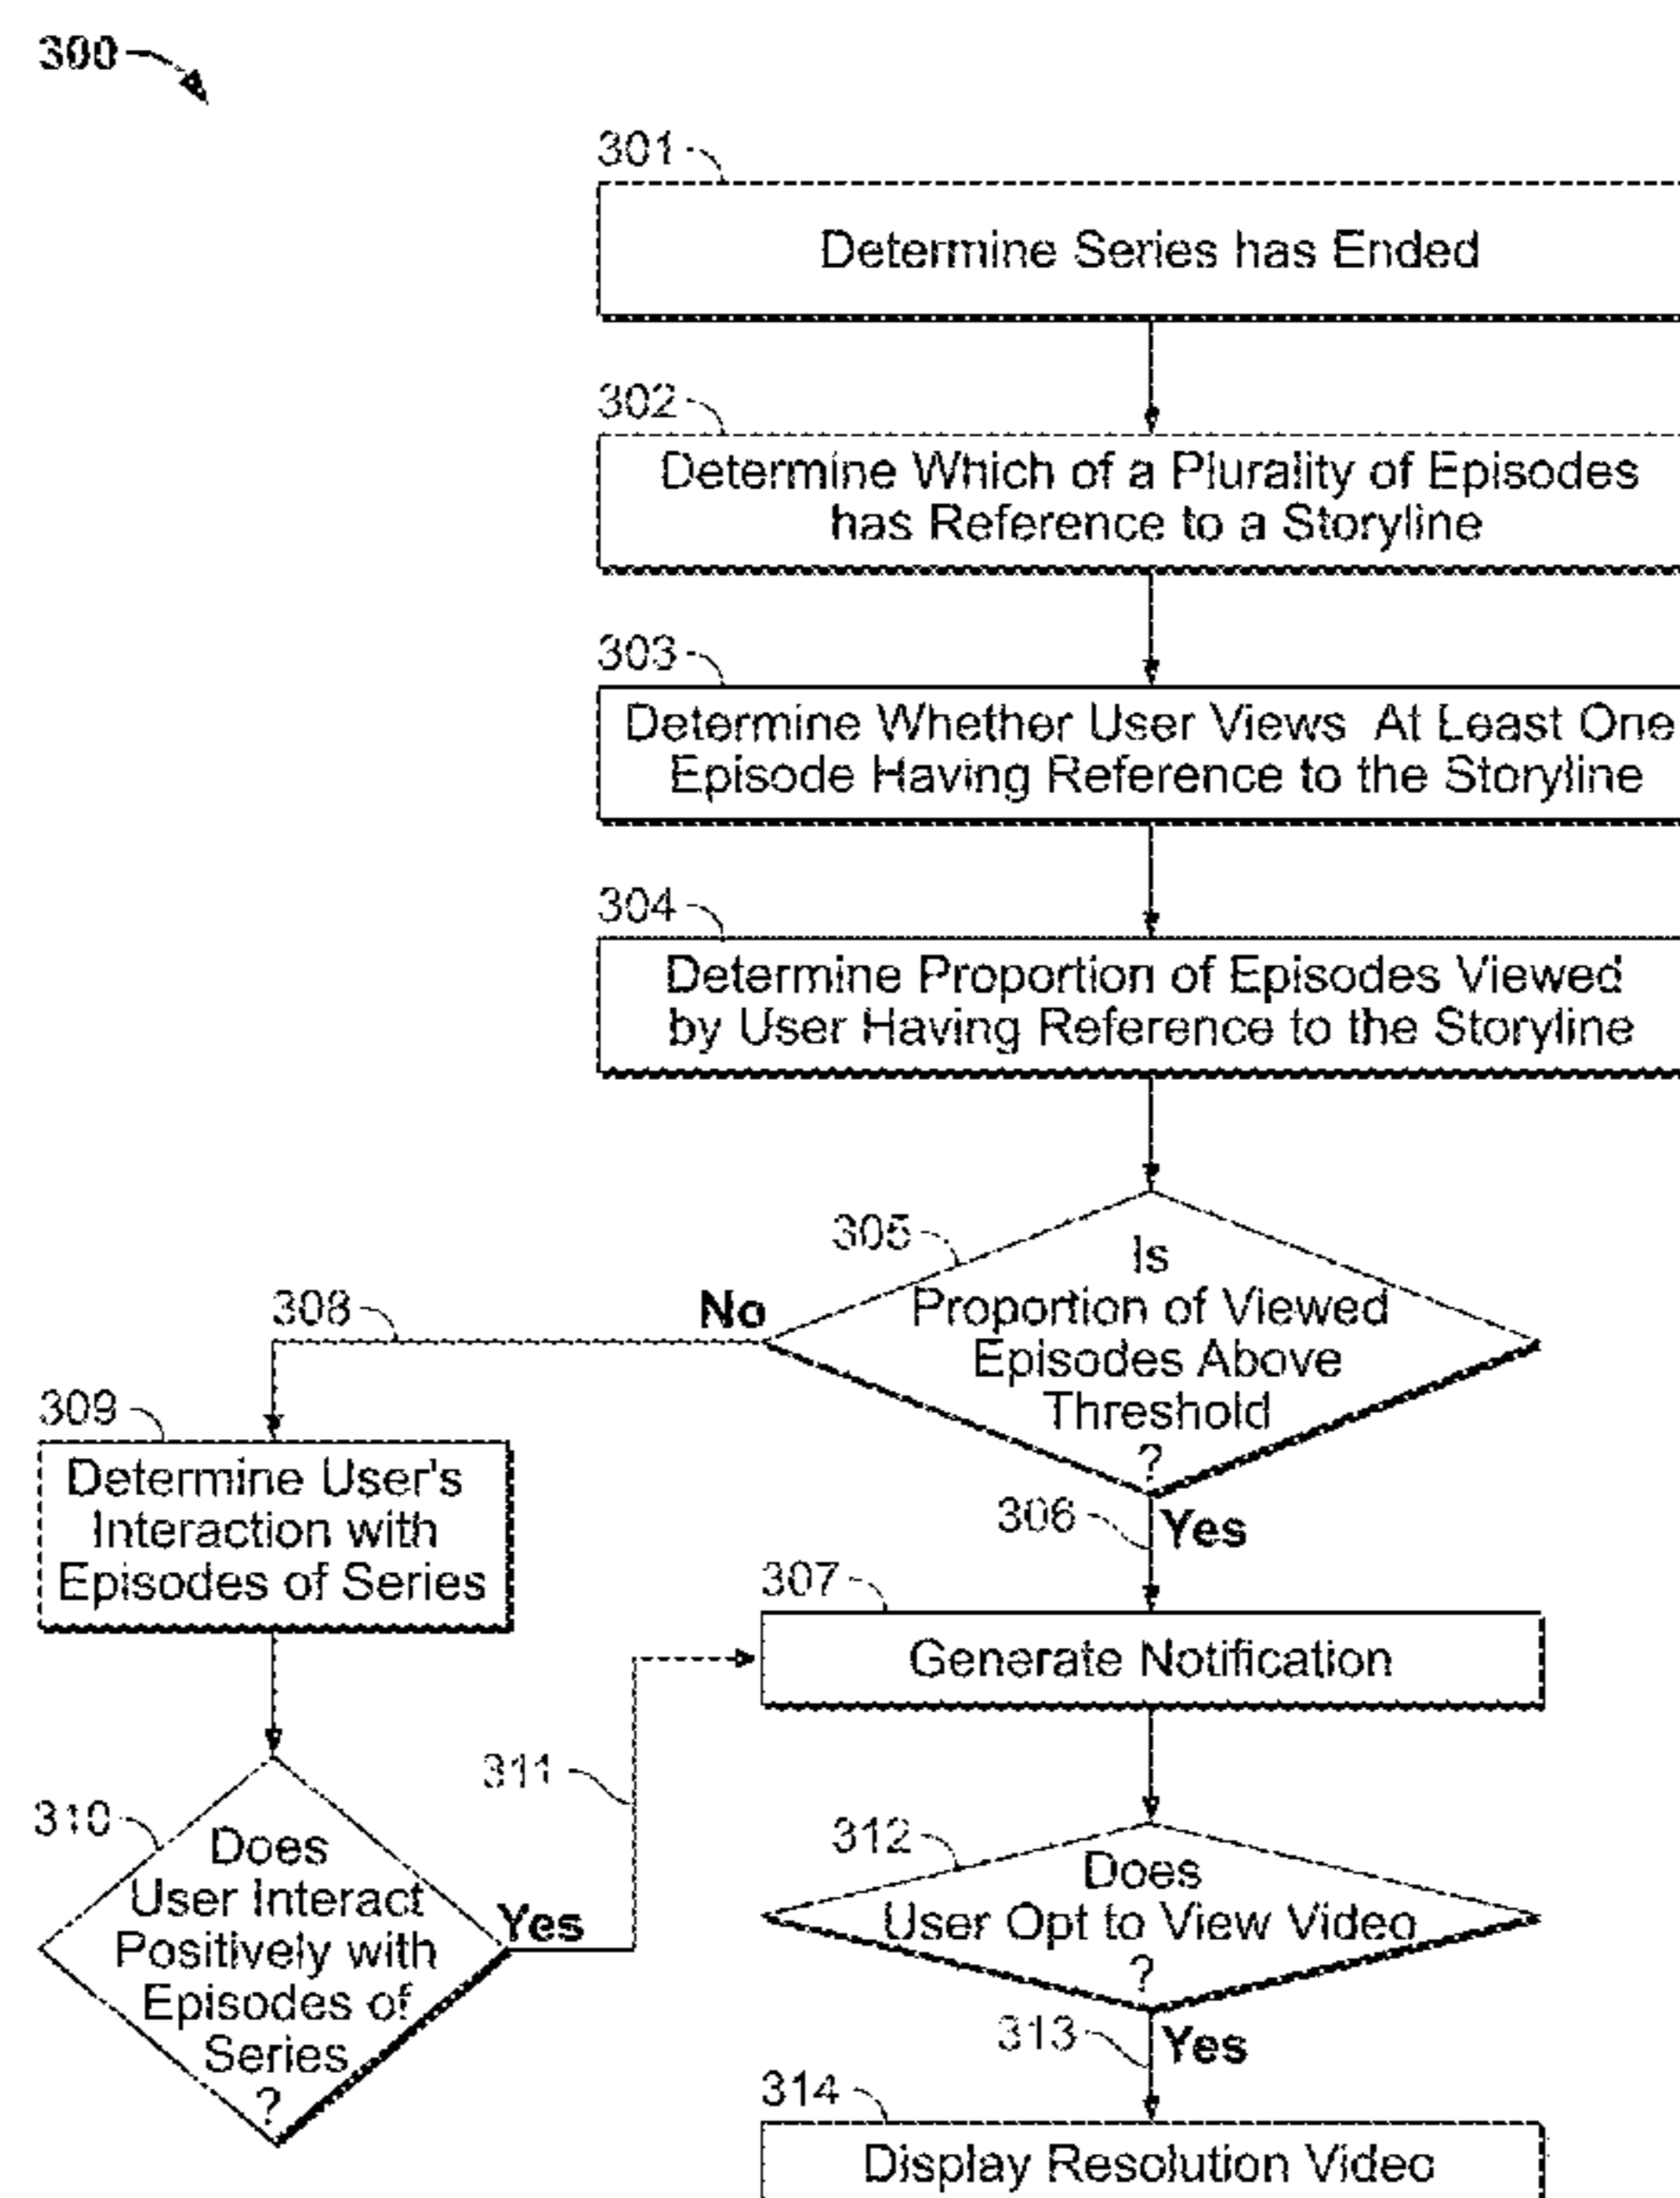 300
301
Determine Series has Ended
302
Determine Which of a Plurality of Episodes
has Reference to a Storyline
303
Determine Whether User Views At Least One
Episode Having Reference to the Storyline
304
Determine Proportion of Episodes Viewed
by User Having Reference to the Storyline
305
Is
Proportion of Viewed
Episodes Above
Threshold
?
No
308
309
Determine User's
Interaction with
Episodes of Series
306
Yes
307
Generate Notification
310
Does
User Interact
Positively with
Episodes of
Series
?
Yes
311
312
Does
User Opt to View Video
?
313
Yes
314
Display Resolution Video